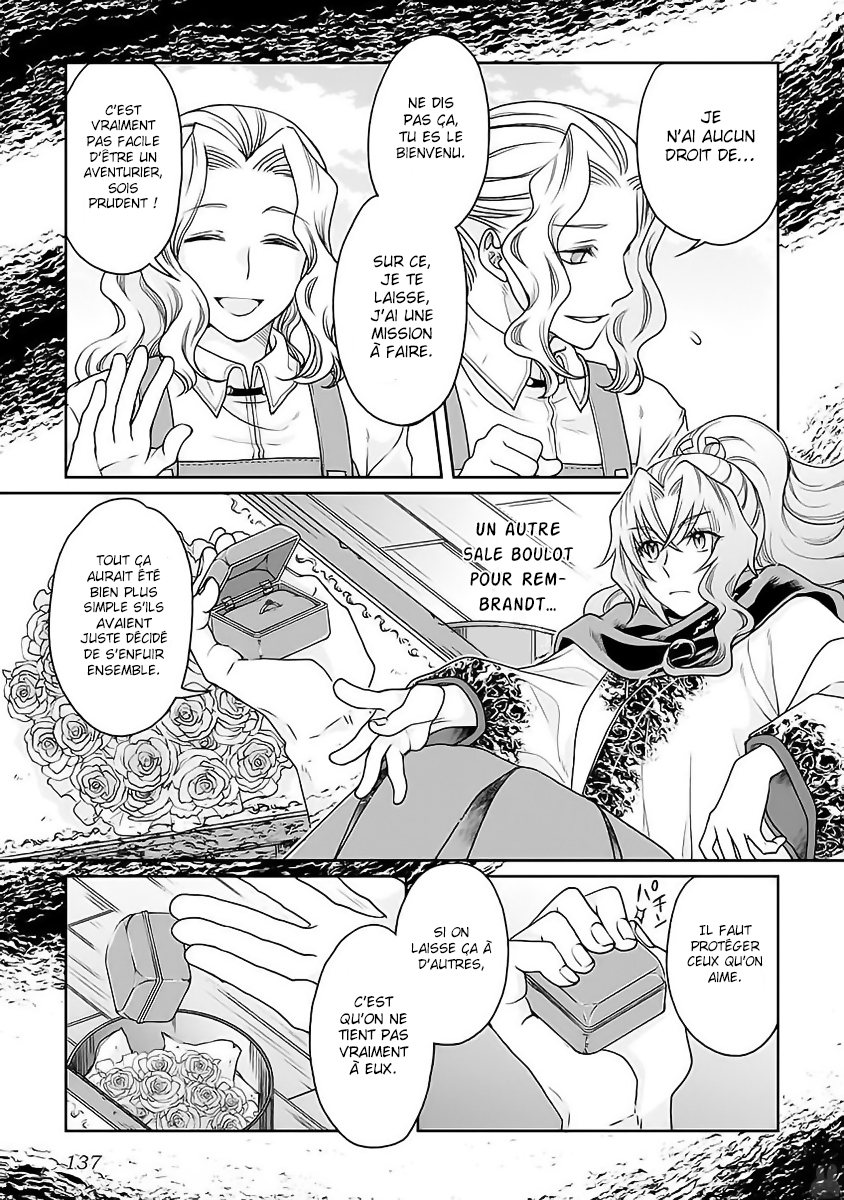 JE
N'AI AUCUN
DROIT DE...
NE DIS
PAS ÇA,
TU ES LE
BIENVENU.
SUR CE,
JE TE
LAISSE,
J'AI UNE
MISSION
À FAIRE.
C'EST
VRAIMENT
PAS FACILE
D'ÊTRE UN
AVENTURIER,
SOIS
PRUDENT !
UN AUTRE
SALE BOULOT
POUR REM-
BRANDT...
TOUT ÇA
AURAIT ÉTÉ
BIEN PLUS
SIMPLE S'ILS
AVAIENT
JUSTE DÉCIDÉ
DE S'ENFUIR
ENSEMBLE.
IL FAUT
PROTÉGER
CEUX QU'ON
AIME.
パチン
SI ON
LAISSE ÇA À
D'AUTRES,
C'EST
QU'ON NE
TIENT PAS
VRAIMENT
À EUX.
137